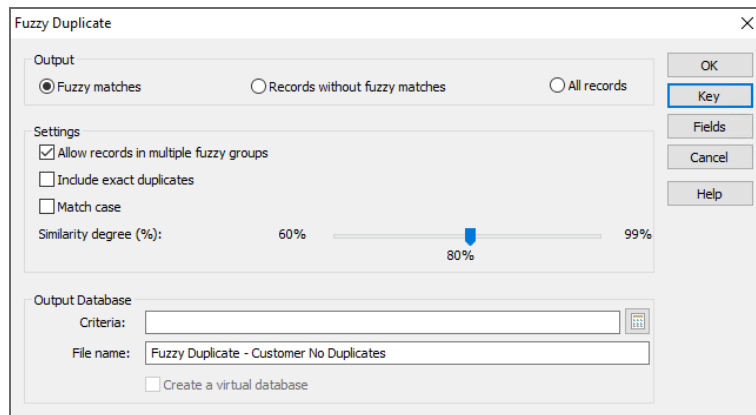 Fuzzy Duplicate
Output
Fuzzy matches
Records without fuzzy matches
All records
OK
Key
Fields
Cancel
Help
Settings
Allow records in multiple fuzzy groups
Include exact duplicates
Match case
Similarity degree (%): 60% 99%
80%
Output Database
Criteria:
File name: Fuzzy Duplicate - Customer No Duplicates
Create a virtual database